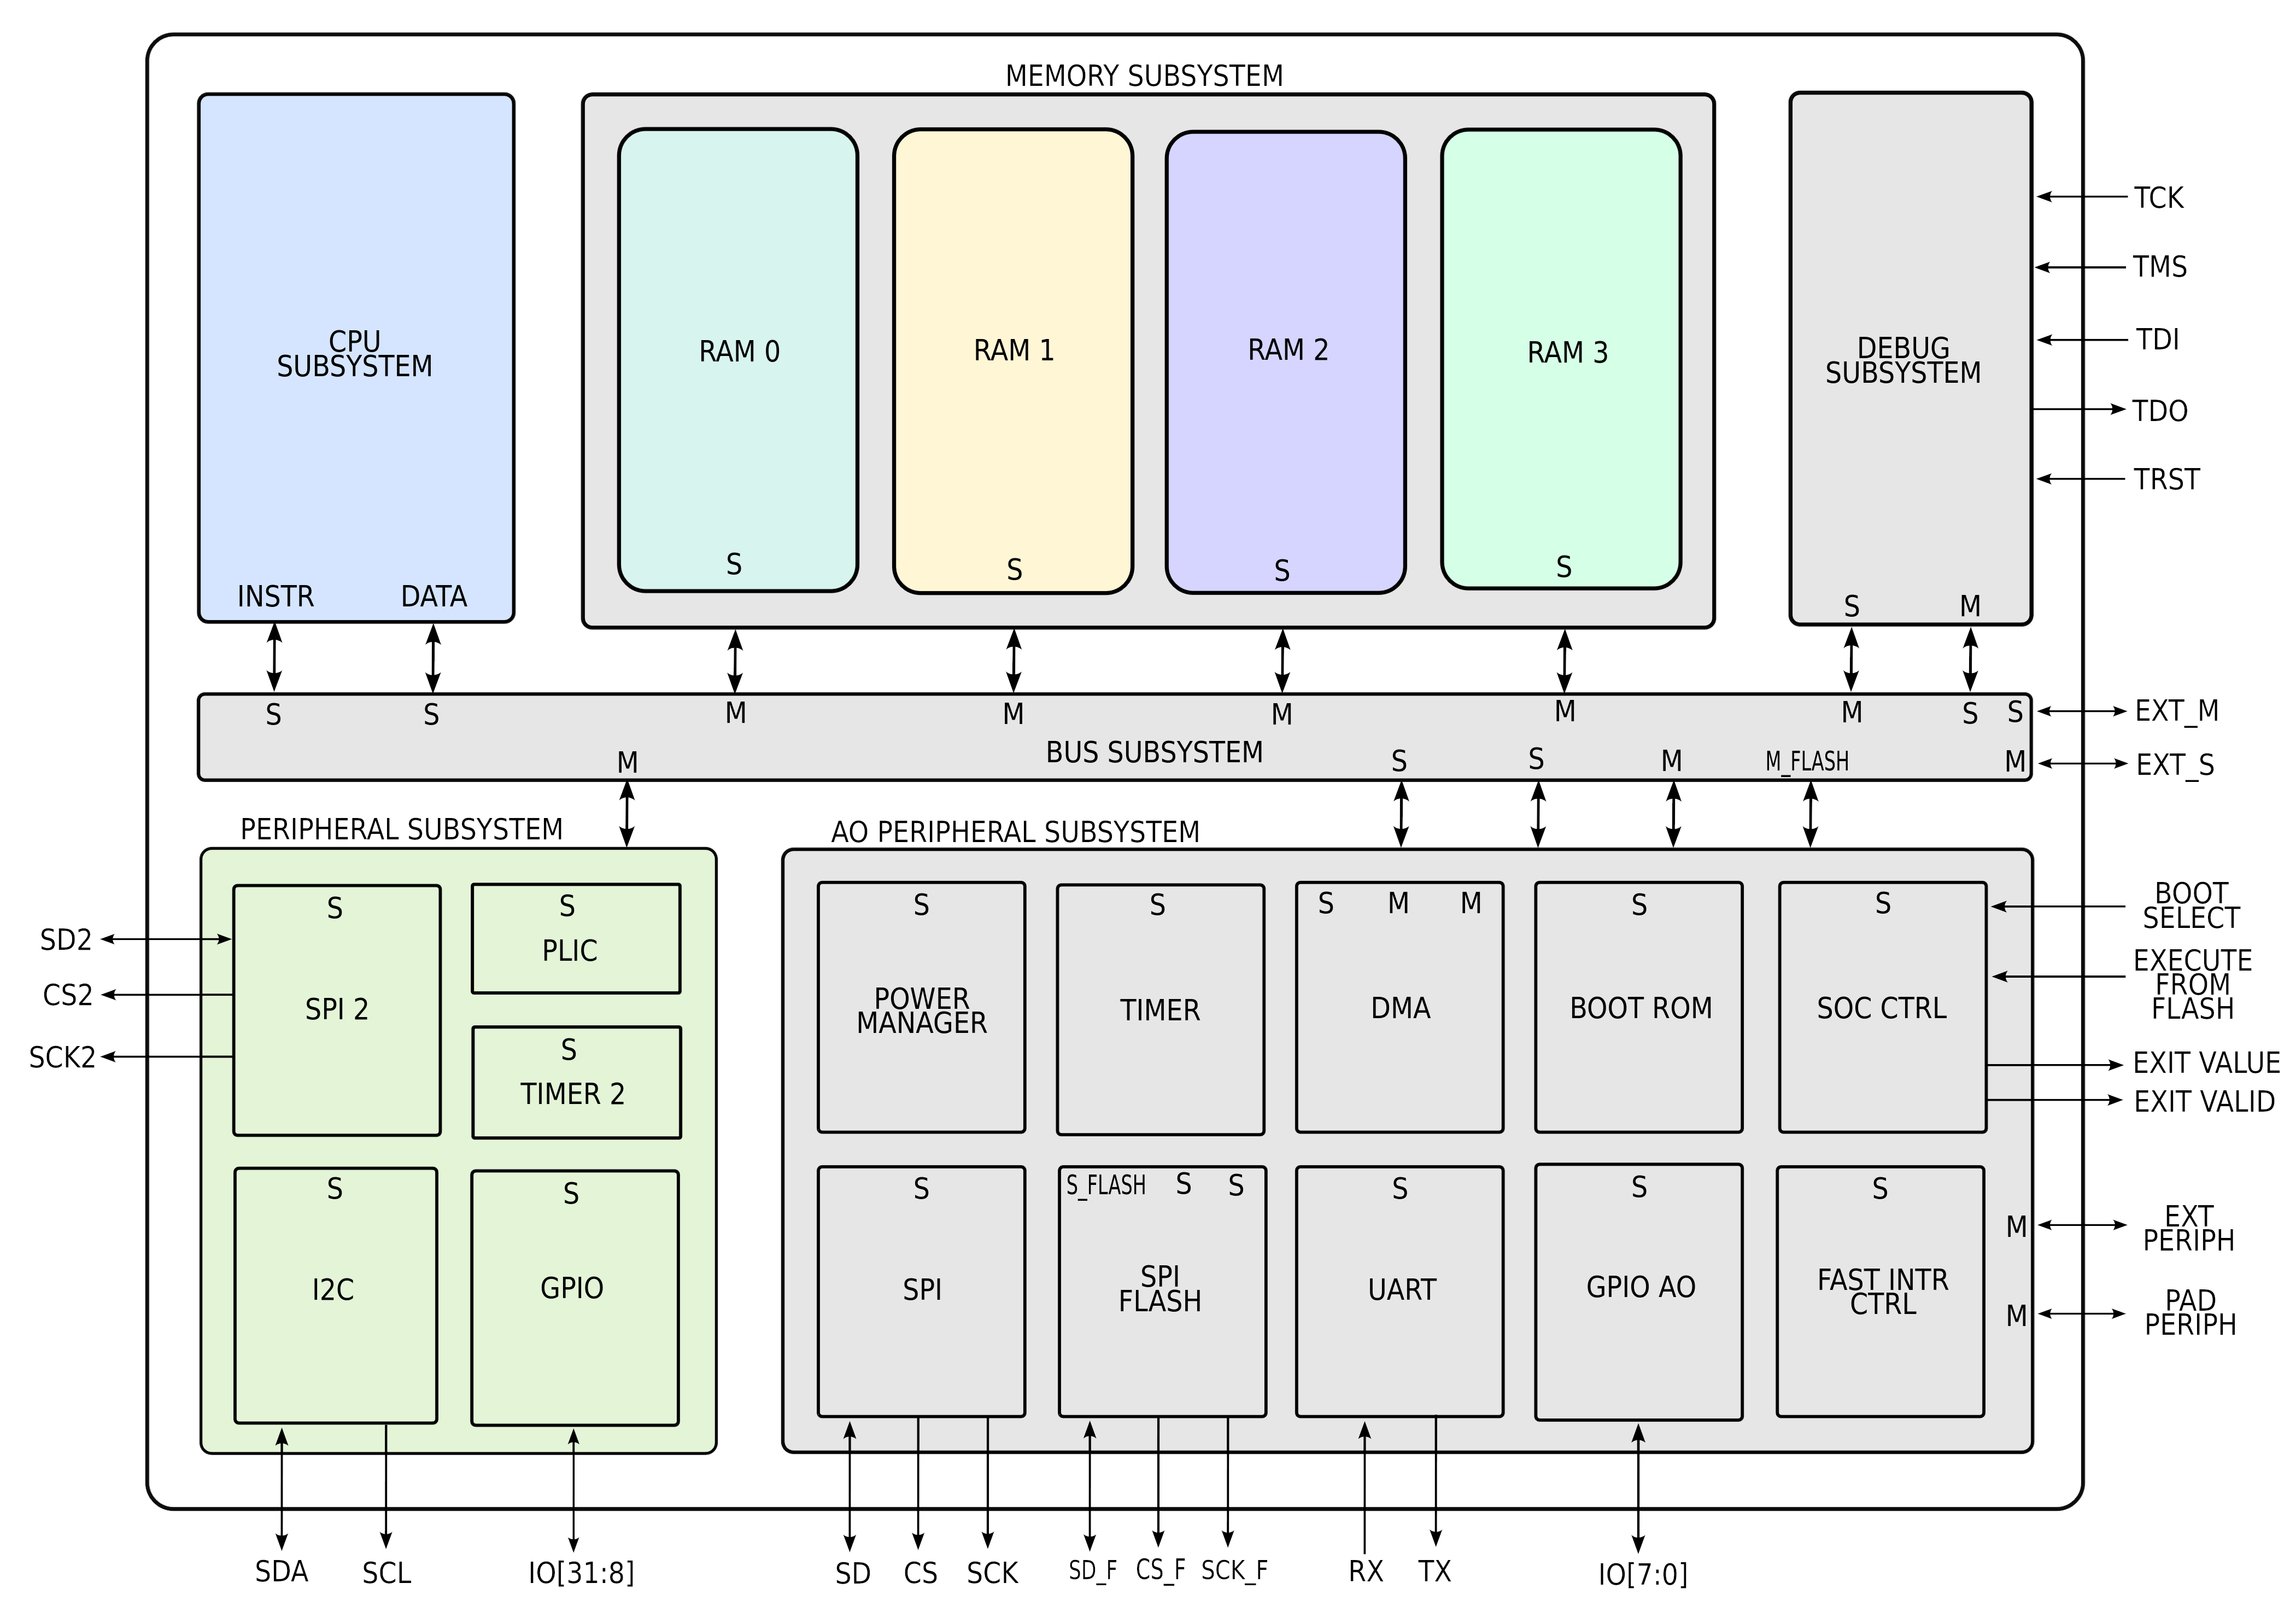 MEMORY SUBSYSTEM
CPU
SUBSYSTEM
INSTR DATA
RAM 0
S
RAM 1
S
RAM 2
S
RAM 3
S
DEBUG
SUBSYSTEM
S M
TCK
TMS
TDI
TDO
TRST
S S M M M M M S S
M BUS SUBSYSTEM S S M M_FLASH M
EXT_M
EXT_S
PERIPHERAL SUBSYSTEM
S
SPI 2
S
PLIC
S
TIMER 2
S
I2C
S
GPIO
SD2
CS2
SCK2
SDA
SCL
IO[31:8]
AO PERIPHERAL SUBSYSTEM
S
POWER
MANAGER
S
TIMER
S M M
DMA
S
BOOT ROM
S
SOC CTRL
S
SPI
S_FLASH S S
SPI
FLASH
S
UART
S
GPIO AO
S
FAST INTR
CTRL
M
M
BOOT
SELECT
EXECUTE
FROM
FLASH
EXIT VALUE
EXIT VALID
EXT
PERIPH
PAD
PERIPH
SD
CS
SCK
SD_F
CS_F
SCK_F
RX
TX
IO[7:0]